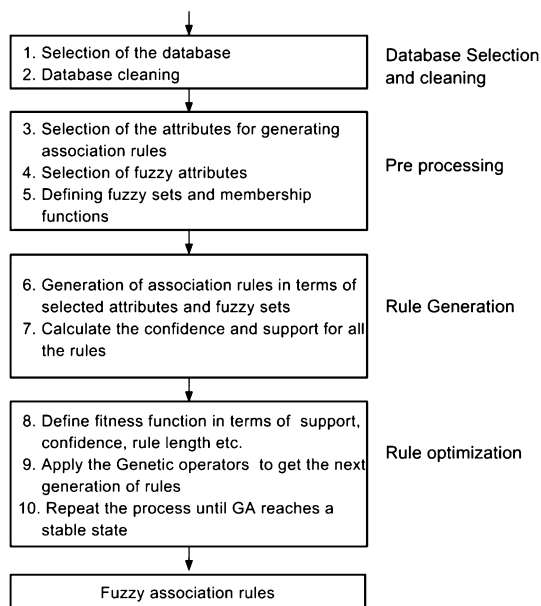 1. Selection of the database
2. Database cleaning
Database Selection
and cleaning
3. Selection of the attributes for generating
association rules
4. Selection of fuzzy attributes
5. Defining fuzzy sets and membership
functions
Pre processing
6. Generation of association rules in terms of
selected attributes and fuzzy sets
7. Calculate the confidence and support for all
the rules
Rule Generation
8. Define fitness function in terms of support,
confidence, rule length etc.
9. Apply the Genetic operators to get the next
generation of rules
10. Repeat the process until GA reaches a
stable state
Rule optimization
Fuzzy association rules